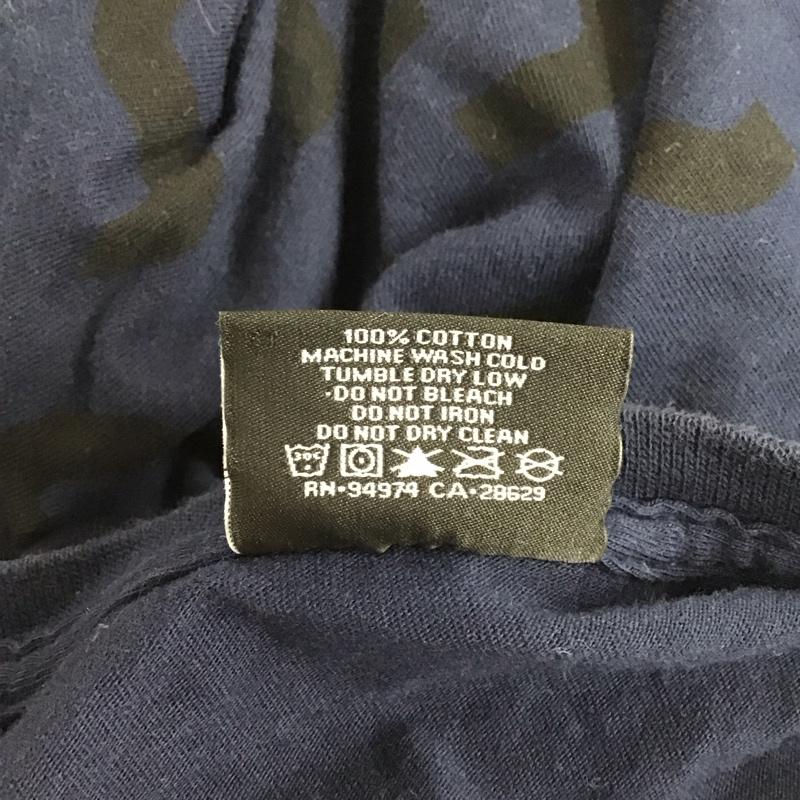 100% COTTON
MACHINE WASH COLD
TUMBLE DRY LOW
·DO NOT BLEACH
DO NOT IRON
DO NOT DRY CLEAN
30C
RN·94974 CA·28629